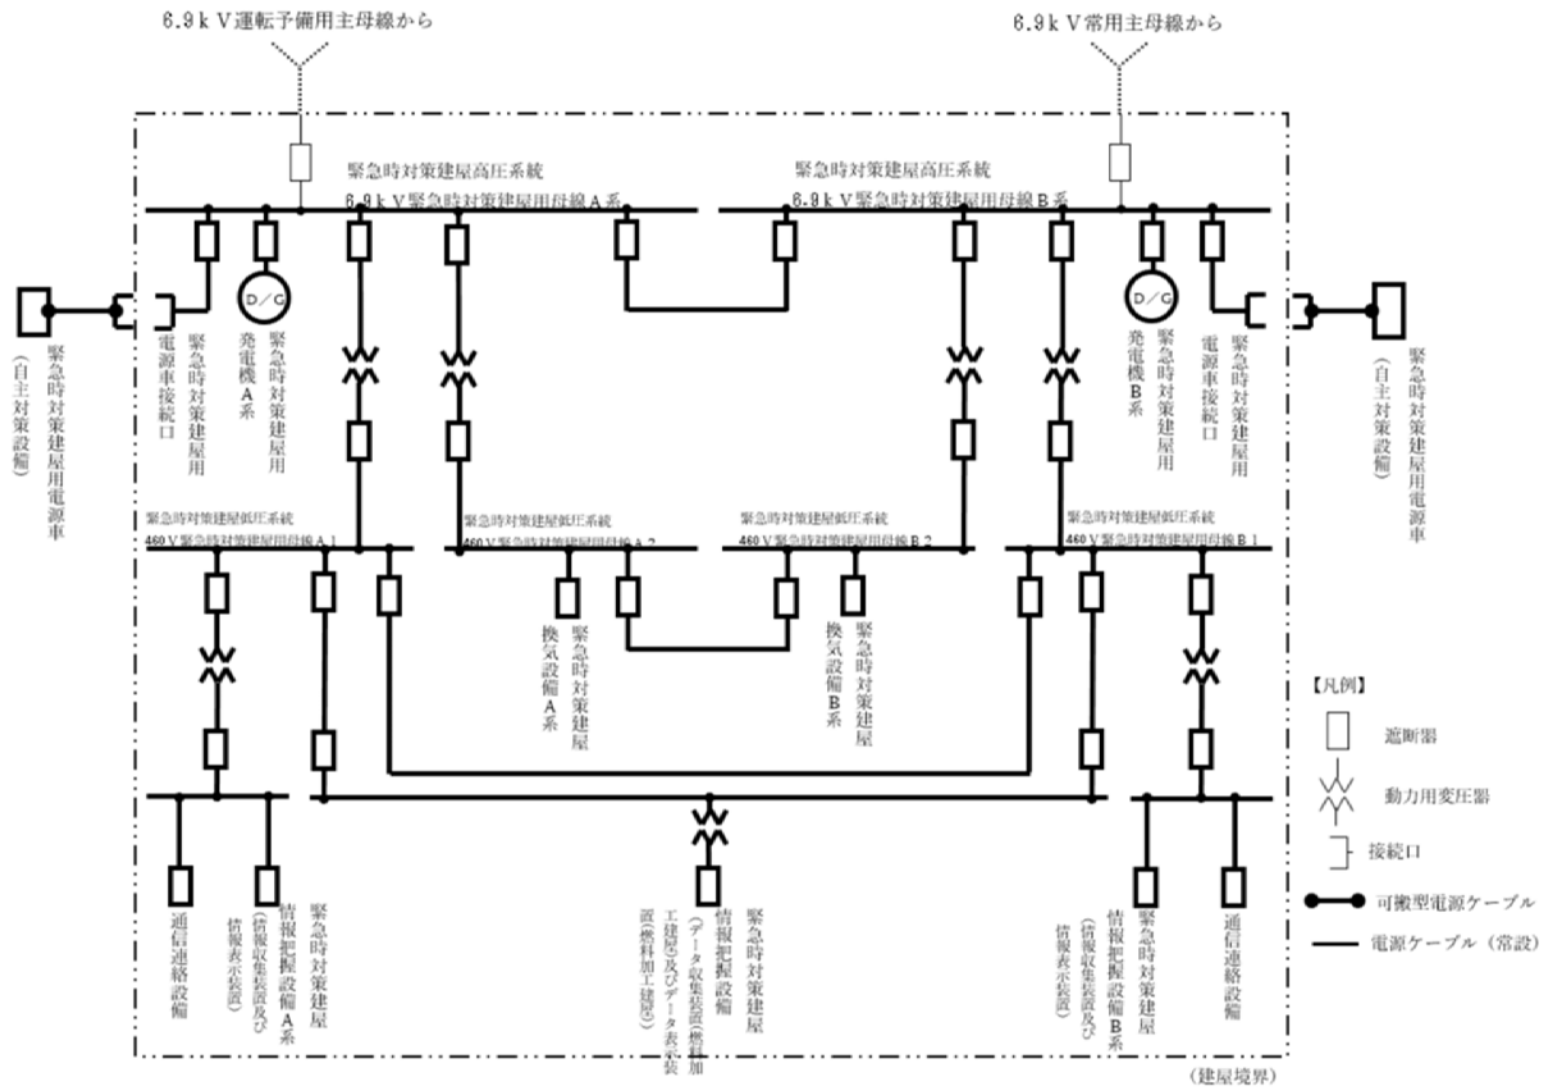 6.9kV運転予備用主母線から
6.9kV常用主母線から
緊急時対策建屋高圧系統
6.9kV緊急時対策建屋用母線A系
緊急時対策建屋高圧系統
6.9kV緊急時対策建屋用母線B系
緊急時対策建屋用電源車
(自主対策設備)
緊急時対策建屋用
電源車接続口
D/G
緊急時対策建屋用
発電機A系
D/G
緊急時対策建屋用
発電機B系
緊急時対策建屋用
電源車接続口
緊急時対策建屋用電源車
(自主対策設備)
緊急時対策建屋低圧系統
460V緊急時対策建屋用母線A1
緊急時対策建屋低圧系統
460V緊急時対策建屋用母線A2
緊急時対策建屋低圧系統
460V緊急時対策建屋用母線B2
緊急時対策建屋低圧系統
460V緊急時対策建屋用母線B1
緊急時対策建屋
換気設備A系
緊急時対策建屋
換気設備B系
通信連絡設備
緊急時対策建屋
情報把握設備A系
(情報収集装置及び
情報表示装置)
緊急時対策建屋
情報把握設備
(データ収集装置(燃料加
工建屋)及びデータ表示装
置(燃料加工建屋))
緊急時対策建屋
情報把握設備B系
(情報収集装置及び
情報表示装置)
通信連絡設備
【凡例】
遮断器
動力用変圧器
接続口
可搬型電源ケーブル
電源ケーブル(常設)
(建屋境界)